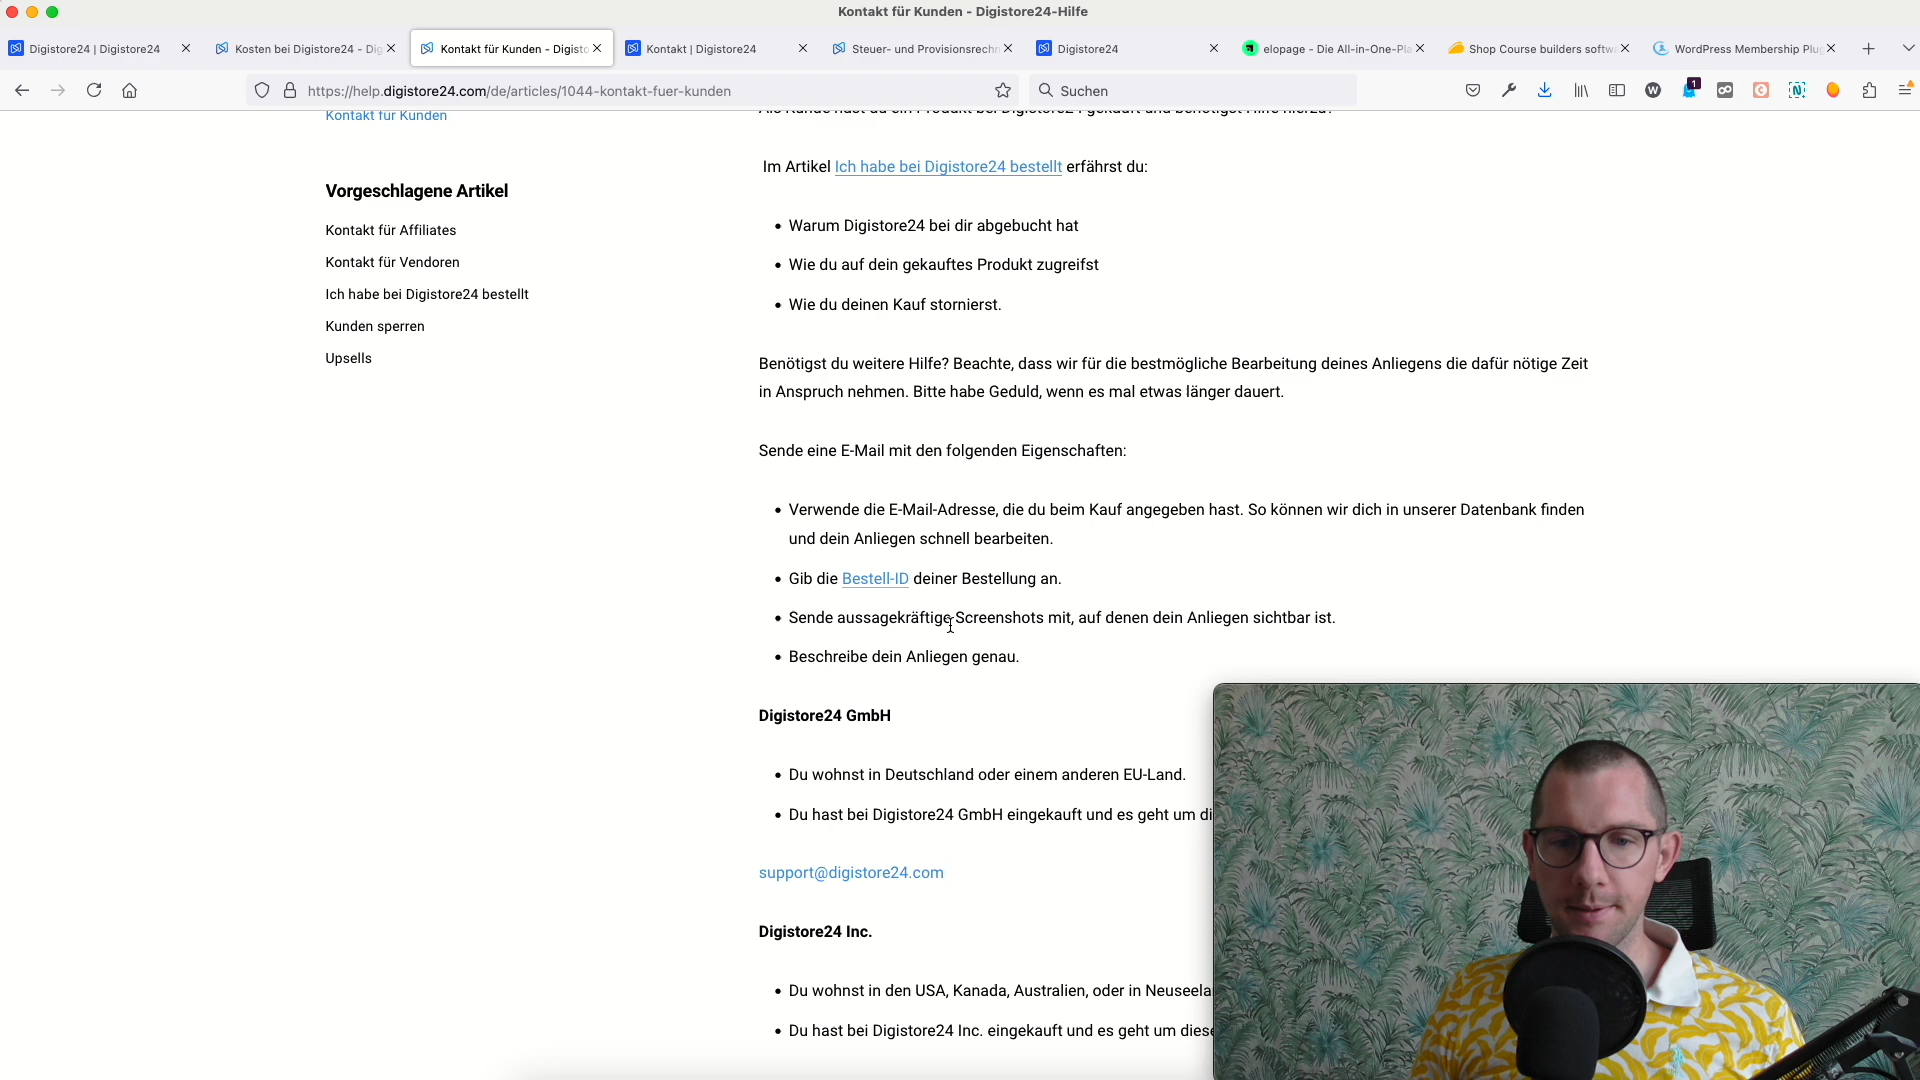 Kontakt für Kunden - Digistore24-Hilfe
Digistore24 | Digistore24
Kosten bei Digistore24 - Dig
Kontakt für Kunden - Digisto
Kontakt | Digistore24
Steuer- und Provisionsrechn
Digistore24
elopage - Die All-in-One-Pla
Shop Course builders softwa
WordPress Membership Plug
https://help.digistore24.com/de/articles/1044-kontakt-fuer-kunden
Suchen
1
Kontakt für Kunden
Vorgeschlagene Artikel
Kontakt für Affiliates
Kontakt für Vendoren
Ich habe bei Digistore24 bestellt
Kunden sperren
Upsells
Im Artikel Ich habe bei Digistore24 bestellt erfährst du:
• Warum Digistore24 bei dir abgebucht hat
• Wie du auf dein gekauftes Produkt zugreifst
• Wie du deinen Kauf stornierst.
Benötigst du weitere Hilfe? Beachte, dass wir für die bestmögliche Bearbeitung deines Anliegens die dafür nötige Zeit
in Anspruch nehmen. Bitte habe Geduld, wenn es mal etwas länger dauert.
Sende eine E-Mail mit den folgenden Eigenschaften:
• Verwende die E-Mail-Adresse, die du beim Kauf angegeben hast. So können wir dich in unserer Datenbank finden
und dein Anliegen schnell bearbeiten.
• Gib die Bestell-ID deiner Bestellung an.
• Sende aussagekräftige Screenshots mit, auf denen dein Anliegen sichtbar ist.
• Beschreibe dein Anliegen genau.
Digistore24 GmbH
• Du wohnst in Deutschland oder einem anderen EU-Land.
• Du hast bei Digistore24 GmbH eingekauft und es geht um di
support@digistore24.com
Digistore24 Inc.
• Du wohnst in den USA, Kanada, Australien, oder in Neuseela
• Du hast bei Digistore24 Inc. eingekauft und es geht um diese